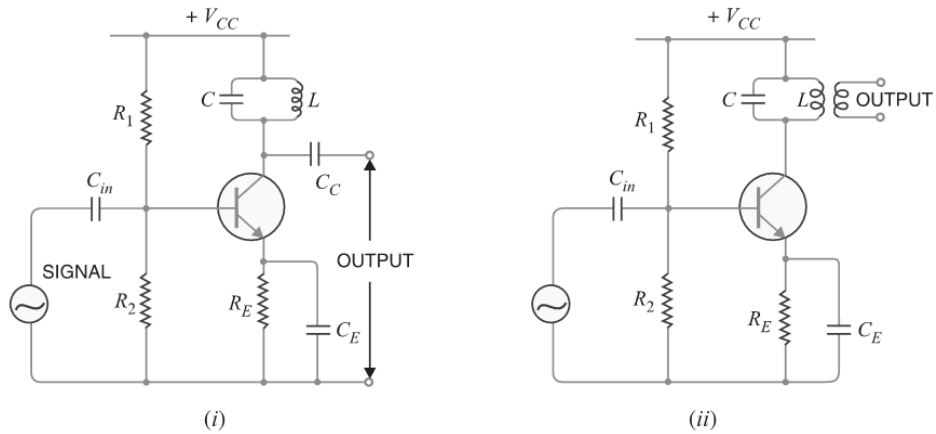 + V_CC
C
L
R_1
C_C
C_in
SIGNAL
OUTPUT
R_2
R_E
C_E
(i)
+ V_CC
C
L
OUTPUT
R_1
C_in
R_2
R_E
C_E
(ii)